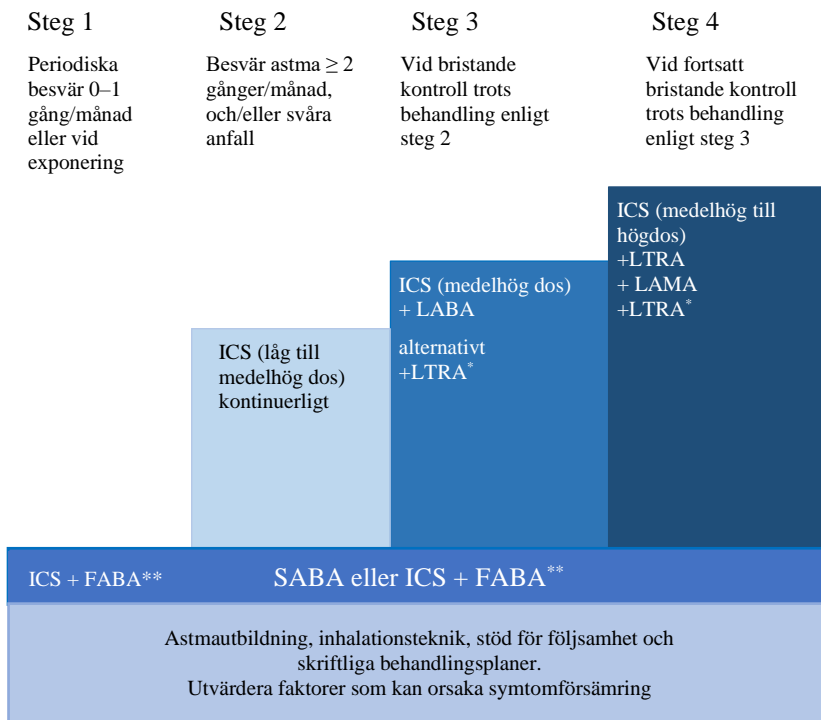 Steg 1
Periodiska
besvär 0–1
gång/månad
eller vid
exponering
Steg 2
Besvär astma ≥ 2
gånger/månad,
och/eller svåra
anfall
Steg 3
Vid bristande
kontroll trots
behandling enligt
steg 2
Steg 4
Vid fortsatt
bristande kontroll
trots behandling
enligt steg 3
ICS (låg till
medelhög dos)
kontinuerligt
ICS (medelhög dos)
+ LABA
alternativt
+LTRA*
ICS (medelhög till
högdos)
+LTRA
+ LAMA
+LTRA*
ICS + FABA**
SABA eller ICS + FABA**
Astmautbildning, inhalationsteknik, stöd för följsamhet och
skriftliga behandlingsplaner.
Utvärdera faktorer som kan orsaka symtomförsämring